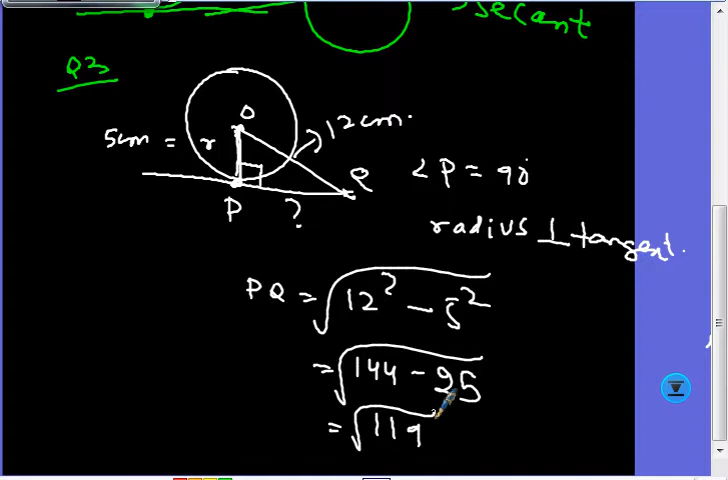 secant
Q3
O
12cm.
5cm = r
Q
∠P = 90°
P
?
radius ⊥ tangent.
PQ = √12² - 5²
= √144 - 25
= √119